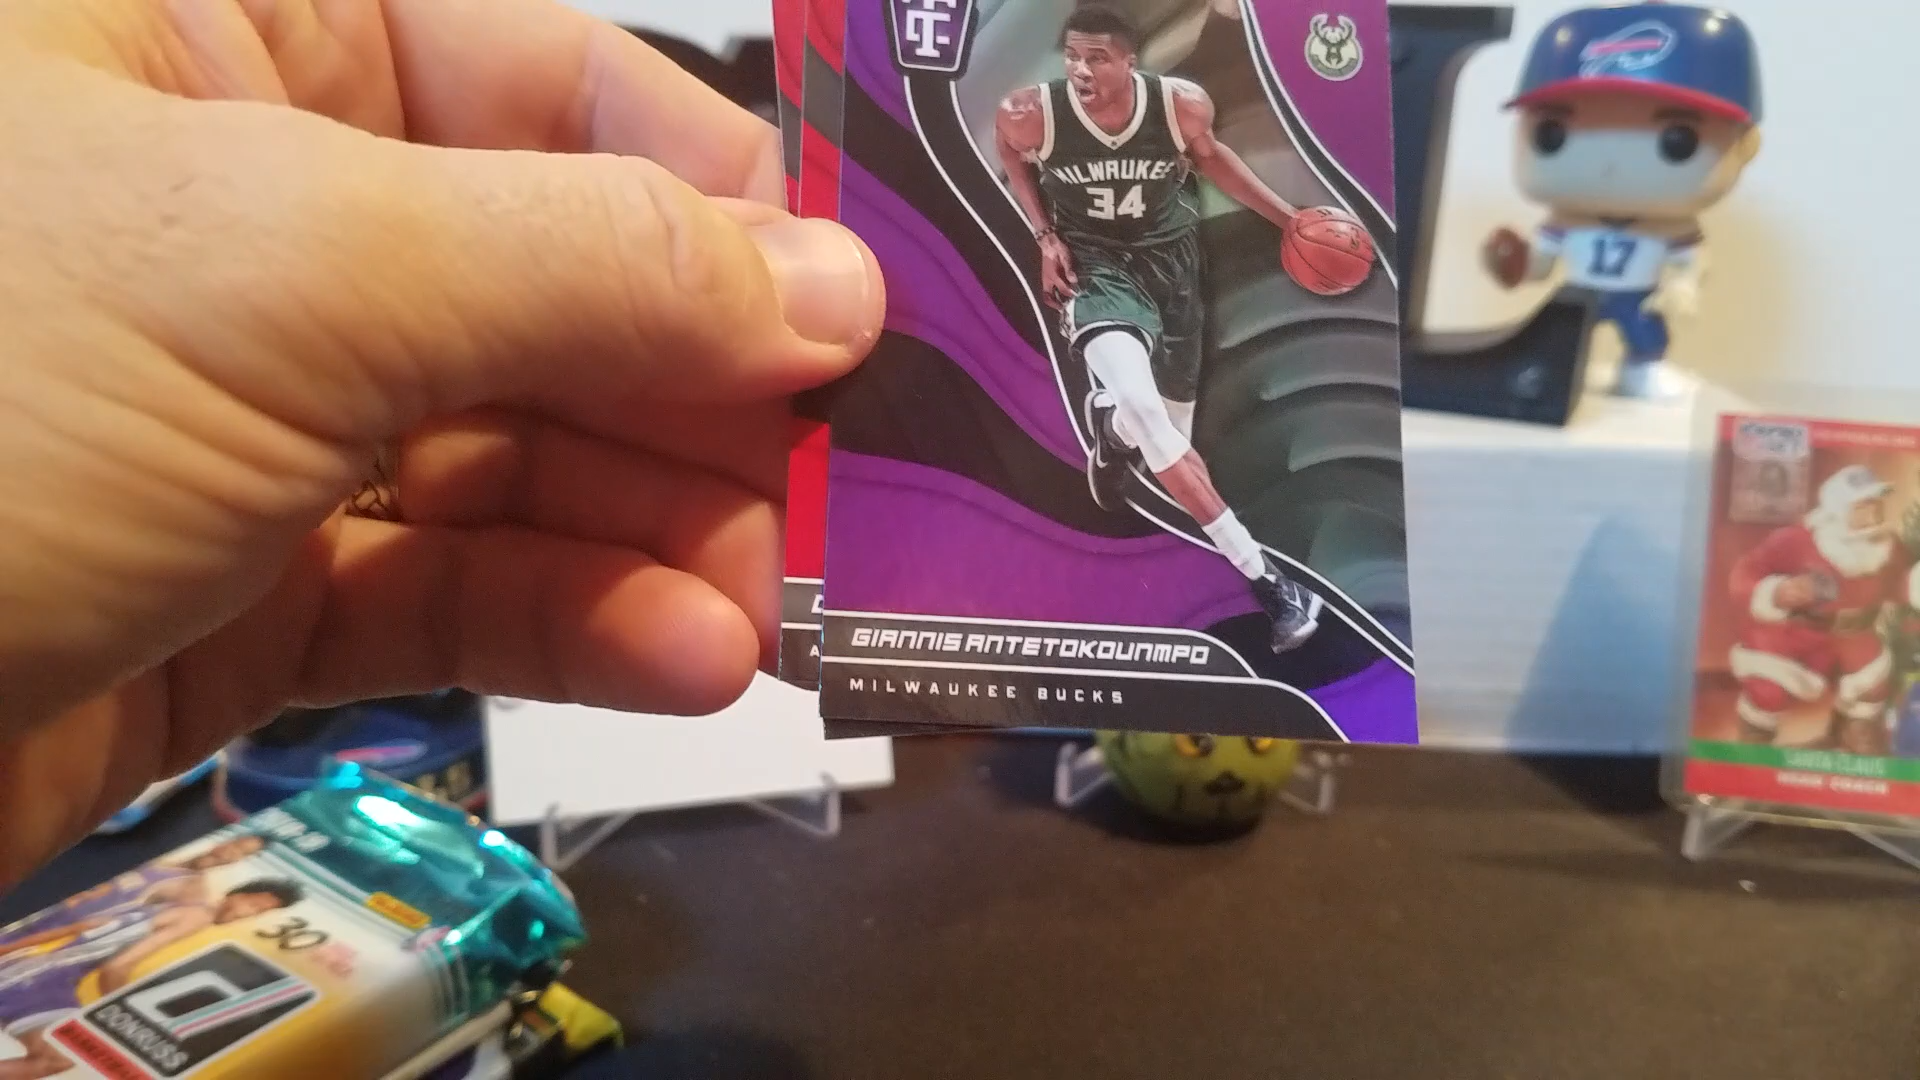 MILWAUKEE
34
17
GIANNIS ANTETOKOUNMPO
MILWAUKEE BUCKS
SANTA CLAUS
30
DONRUSS